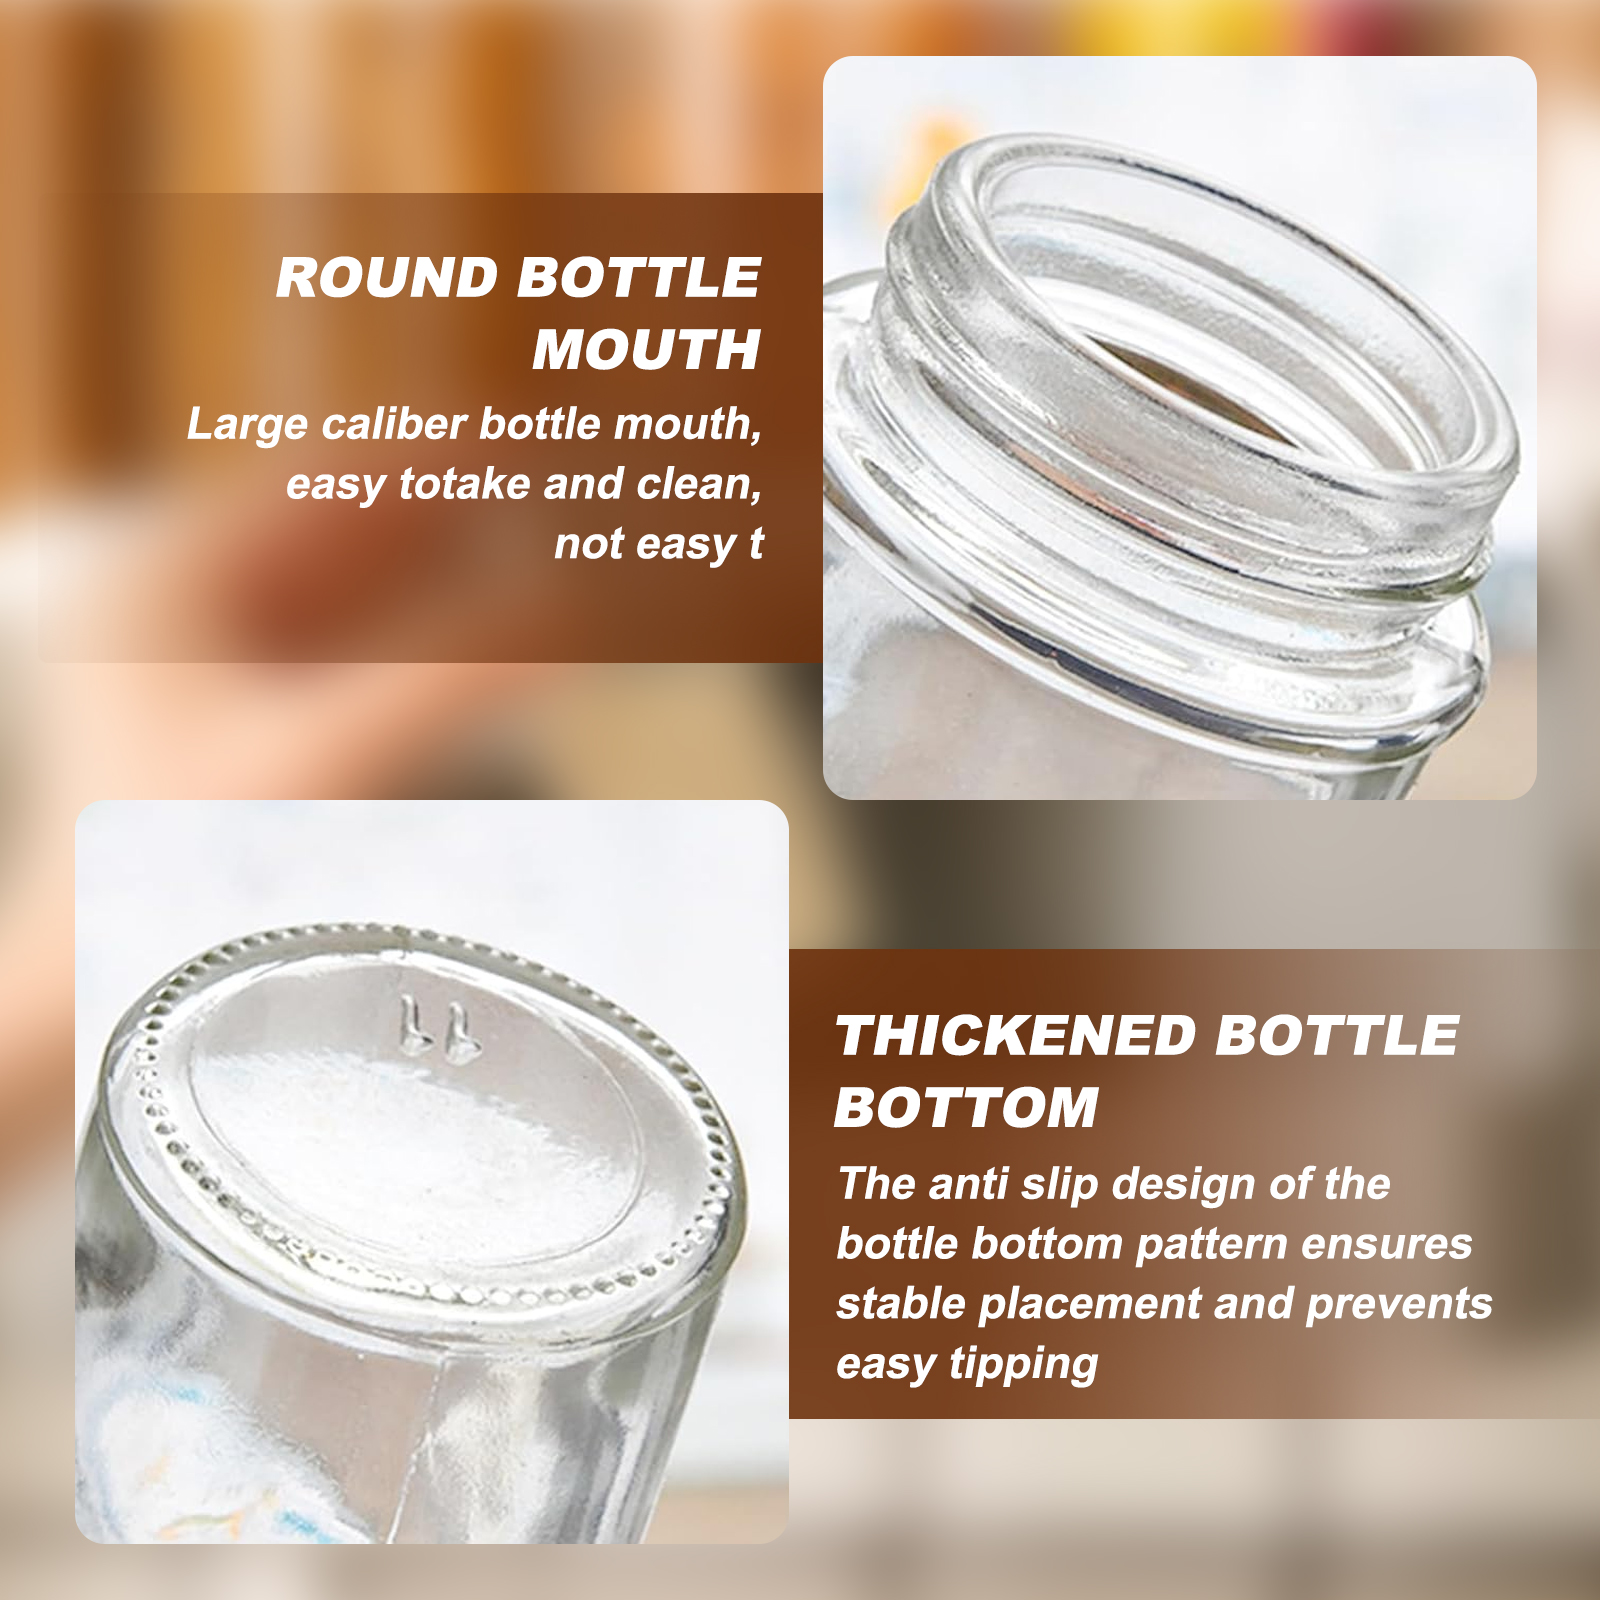 ROUND BOTTLE
MOUTH
Large caliber bottle mouth,
easy totake and clean,
not easy t
THICKENED BOTTLE
BOTTOM
The anti slip design of the
bottle bottom pattern ensures
stable placement and prevents
easy tipping